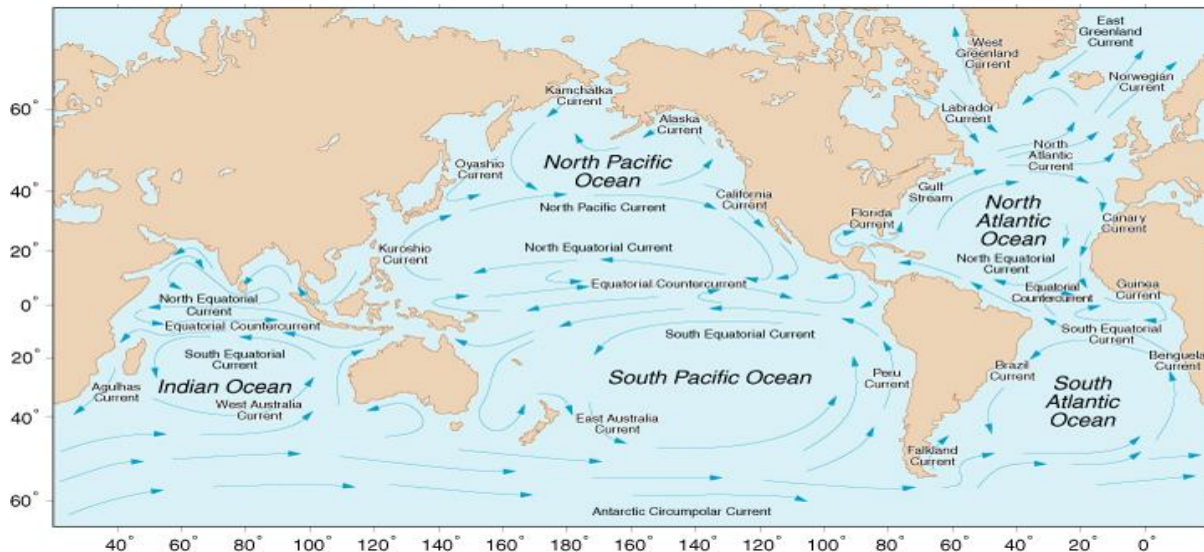 East
Greenland
Current
West
Greenland
Current
Norwegian
Current
Kamchatka
Current
Labrador
Current
60°
Alaska
Current
North
Atlantic
Current
Oyashio
Current
North Pacific
Ocean
40°
North Pacific Current
California
Current
Gulf
Stream
Florida
Current
North
Atlantic
Ocean
Canary
Current
Kuroshio
Current
20°
North Equatorial Current
North Equatorial
Current
Equatorial Countercurrent
Equatorial
Countercurrent
Guinea
Current
North Equatorial
Current
0°
Equatorial Countercurrent
South Equatorial Current
South Equatorial
Current
South Equatorial
Current
20°
Benguela
Current
Brazil
Current
Indian Ocean
South Pacific Ocean
Peru
Current
Agulhas
Current
South
Atlantic
Ocean
West Australia
Current
East Australia
Current
40°
Falkland
Current
60°
Antarctic Circumpolar Current
40° 60° 80° 100° 120° 140° 160° 180° 160° 140° 120° 100° 80° 60° 40° 20° 0°